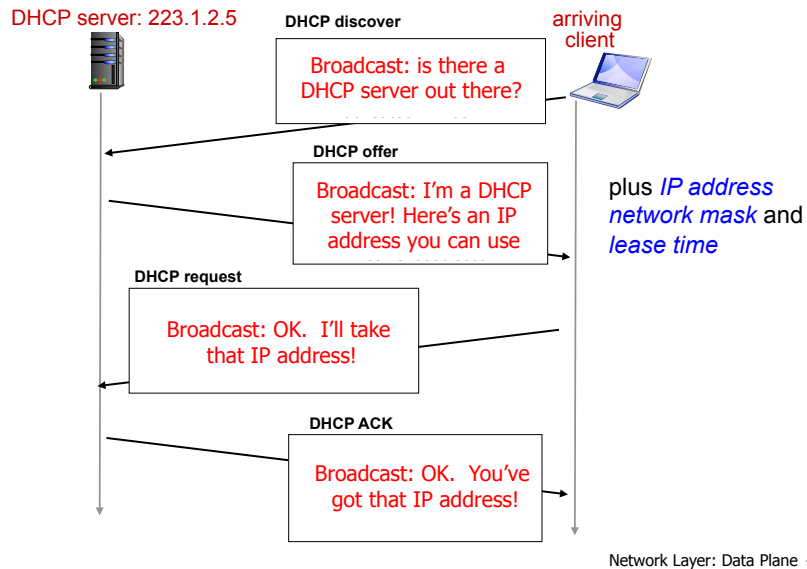 DHCP server: 223.1.2.5
DHCP discover
arriving
client
Broadcast: is there a
DHCP server out there?
DHCP offer
Broadcast: I'm a DHCP
server! Here's an IP
address you can use
plus IP address
network mask and
lease time
DHCP request
Broadcast: OK.  I'll take
that IP address!
DHCP ACK
Broadcast: OK.  You've
got that IP address!
Network Layer: Data Plane